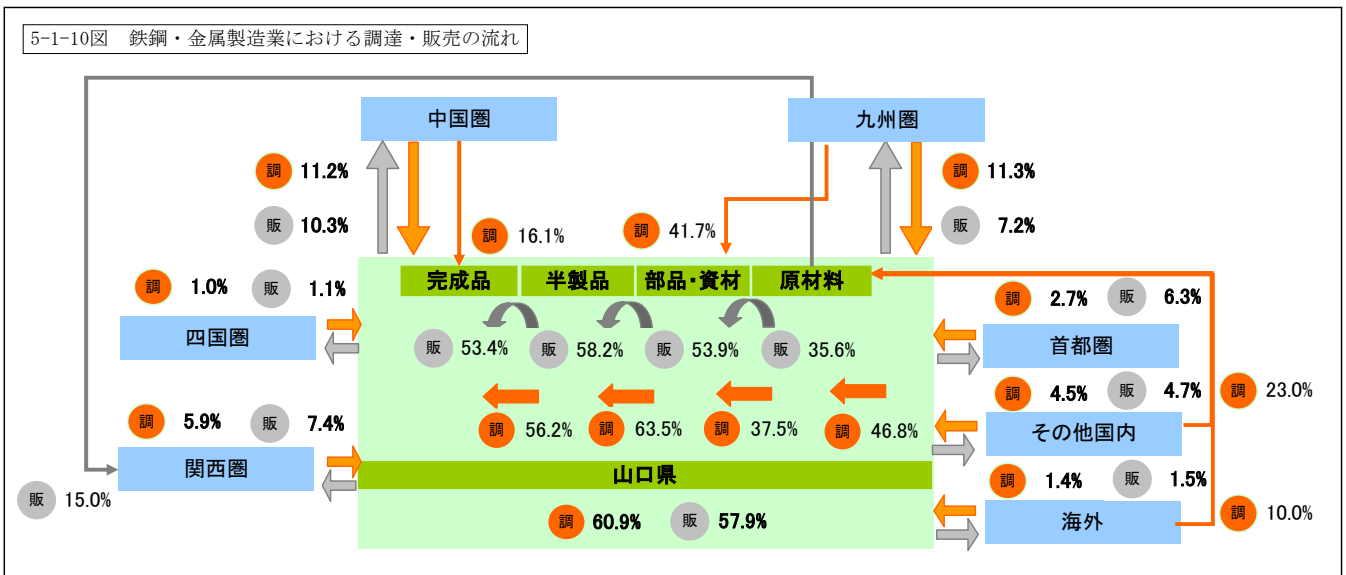 5-1-10図 鉄鋼・金属製造業における調達・販売の流れ
中国圏
九州圏
調 11.2%
販 10.3%
調 16.1%
調 41.7%
調 11.3%
販 7.2%
完成品 半製品 部品・資材 原材料
調 1.0% 販 1.1%
四国圏
調 2.7% 販 6.3%
首都圏
販 53.4% 販 58.2% 販 53.9% 販 35.6%
調 5.9% 販 7.4%
関西圏
調 4.5% 販 4.7%
その他国内
調 23.0%
調 56.2% 調 63.5% 調 37.5% 調 46.8%
山口県
調 60.9% 販 57.9%
販 15.0%
調 1.4% 販 1.5%
海外
調 10.0%